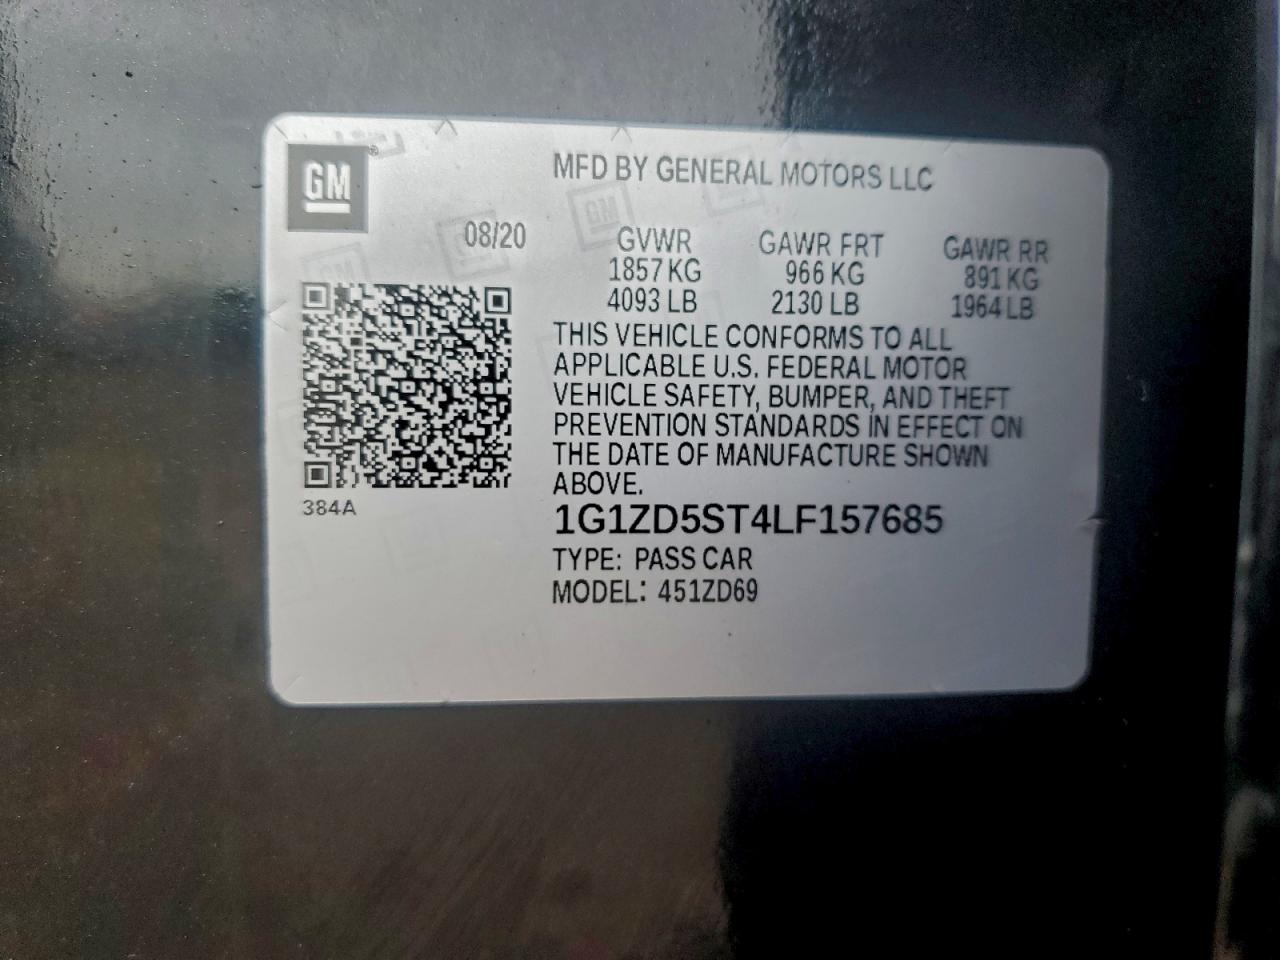 GM
MFD BY GENERAL MOTORS LLC
08/20
GVWR GAWR FRT GAWR RR
1857 KG 966 KG 891 KG
4093 LB 2130 LB 1964 LB
THIS VEHICLE CONFORMS TO ALL
APPLICABLE U.S. FEDERAL MOTOR
VEHICLE SAFETY, BUMPER, AND THEFT
PREVENTION STANDARDS IN EFFECT ON
THE DATE OF MANUFACTURE SHOWN
ABOVE.
384A
1G1ZD5ST4LF157685
TYPE: PASS CAR
MODEL: 451ZD69